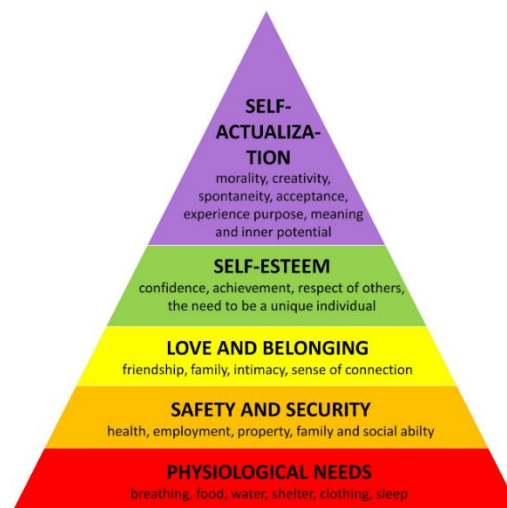 SELF-
ACTUALIZA-
TION
morality, creativity,
spontaneity, acceptance,
experience purpose, meaning
and inner potential
SELF-ESTEEM
confidence, achievement, respect of others,
the need to be a unique individual
LOVE AND BELONGING
friendship, family, intimacy, sense of connection
SAFETY AND SECURITY
health, employment, property, family and social abilty
PHYSIOLOGICAL NEEDS
breathing, food, water, shelter, clothing, sleep